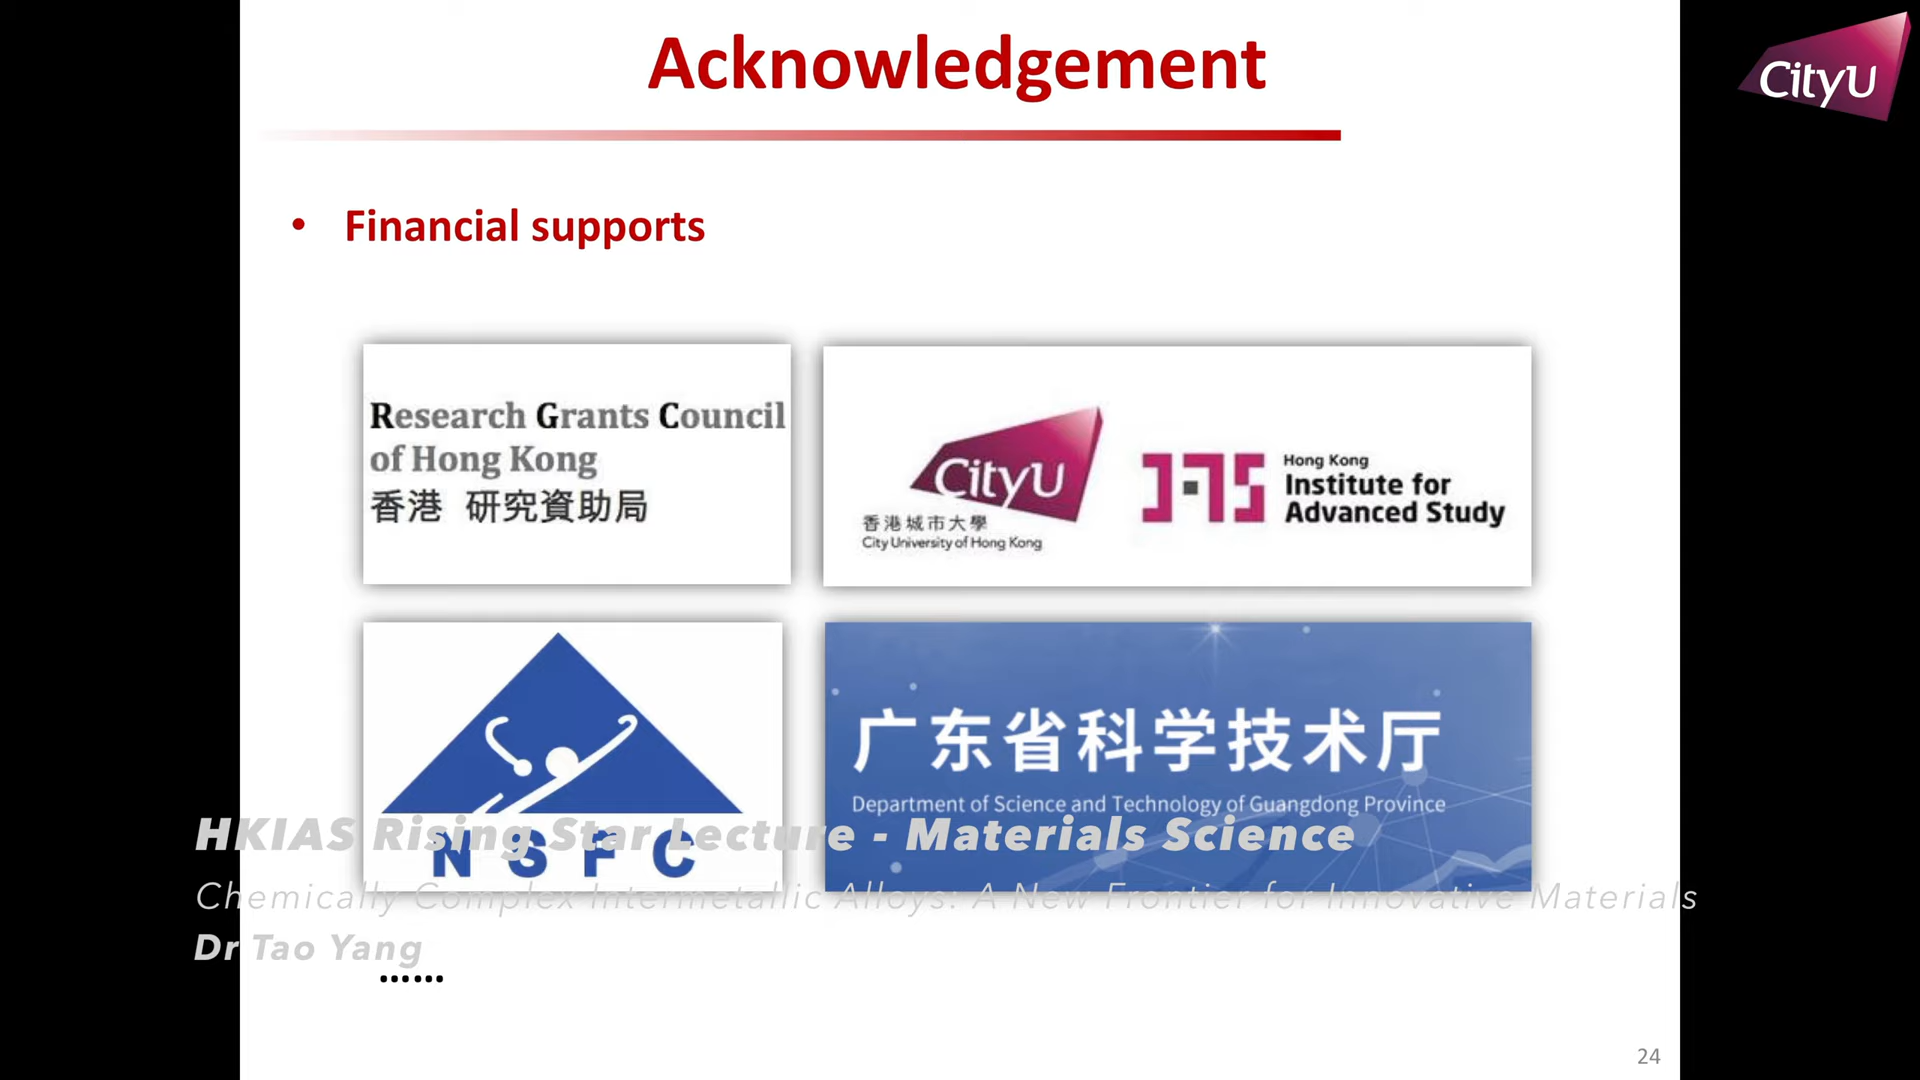 Acknowledgement
CityU
• Financial supports
Research Grants Council
of Hong Kong
香港 研究資助局
CityU
香港城市大學
City University of Hong Kong
Hong Kong
Institute for
Advanced Study
NSFC
广东省科学技术厅
Department of Science and Technology of Guangdong Province
HKIAS Rising Star Lecture - Materials Science
Chemically Complex Intermetallic Alloys: A New Frontier for Innovative Materials
Dr Tao Yang
......
24